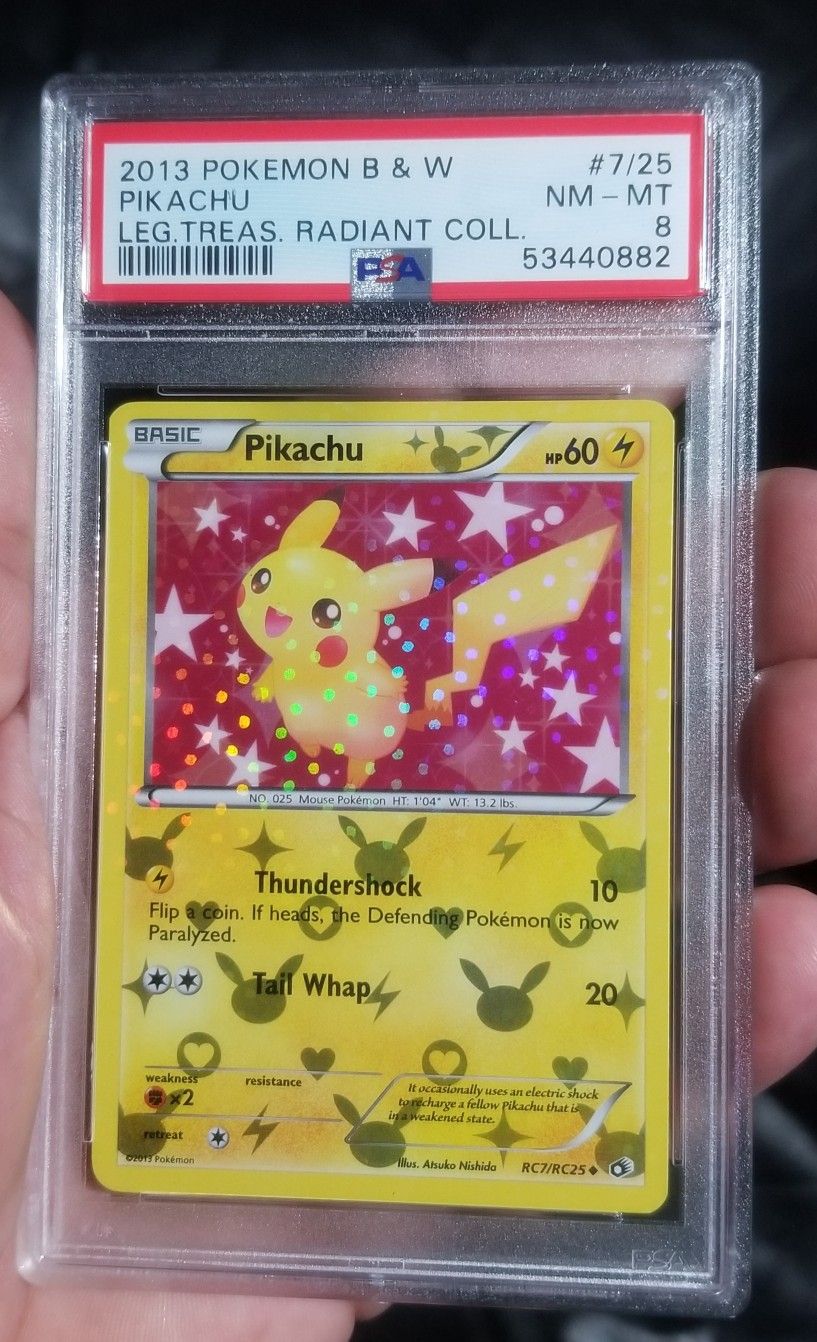 2013 POKEMON B & W #7/25
PIKACHU NM - MT
LEG.TREAS. RADIANT COLL. 8
PSA 53440882
BASIC Pikachu HP60
NO. 025 Mouse Pokémon HT: 1'04" WT: 13.2 lbs.
Thundershock 10
Flip a coin. If heads, the Defending Pokémon is now
Paralyzed.
Tail Whap 20
weakness resistance
×2
It occasionally uses an electric shock
to recharge a fellow Pikachu that is
in a weakened state.
retreat
©2013 Pokémon Illus. Atsuko Nishida RC7/RC25
PSA